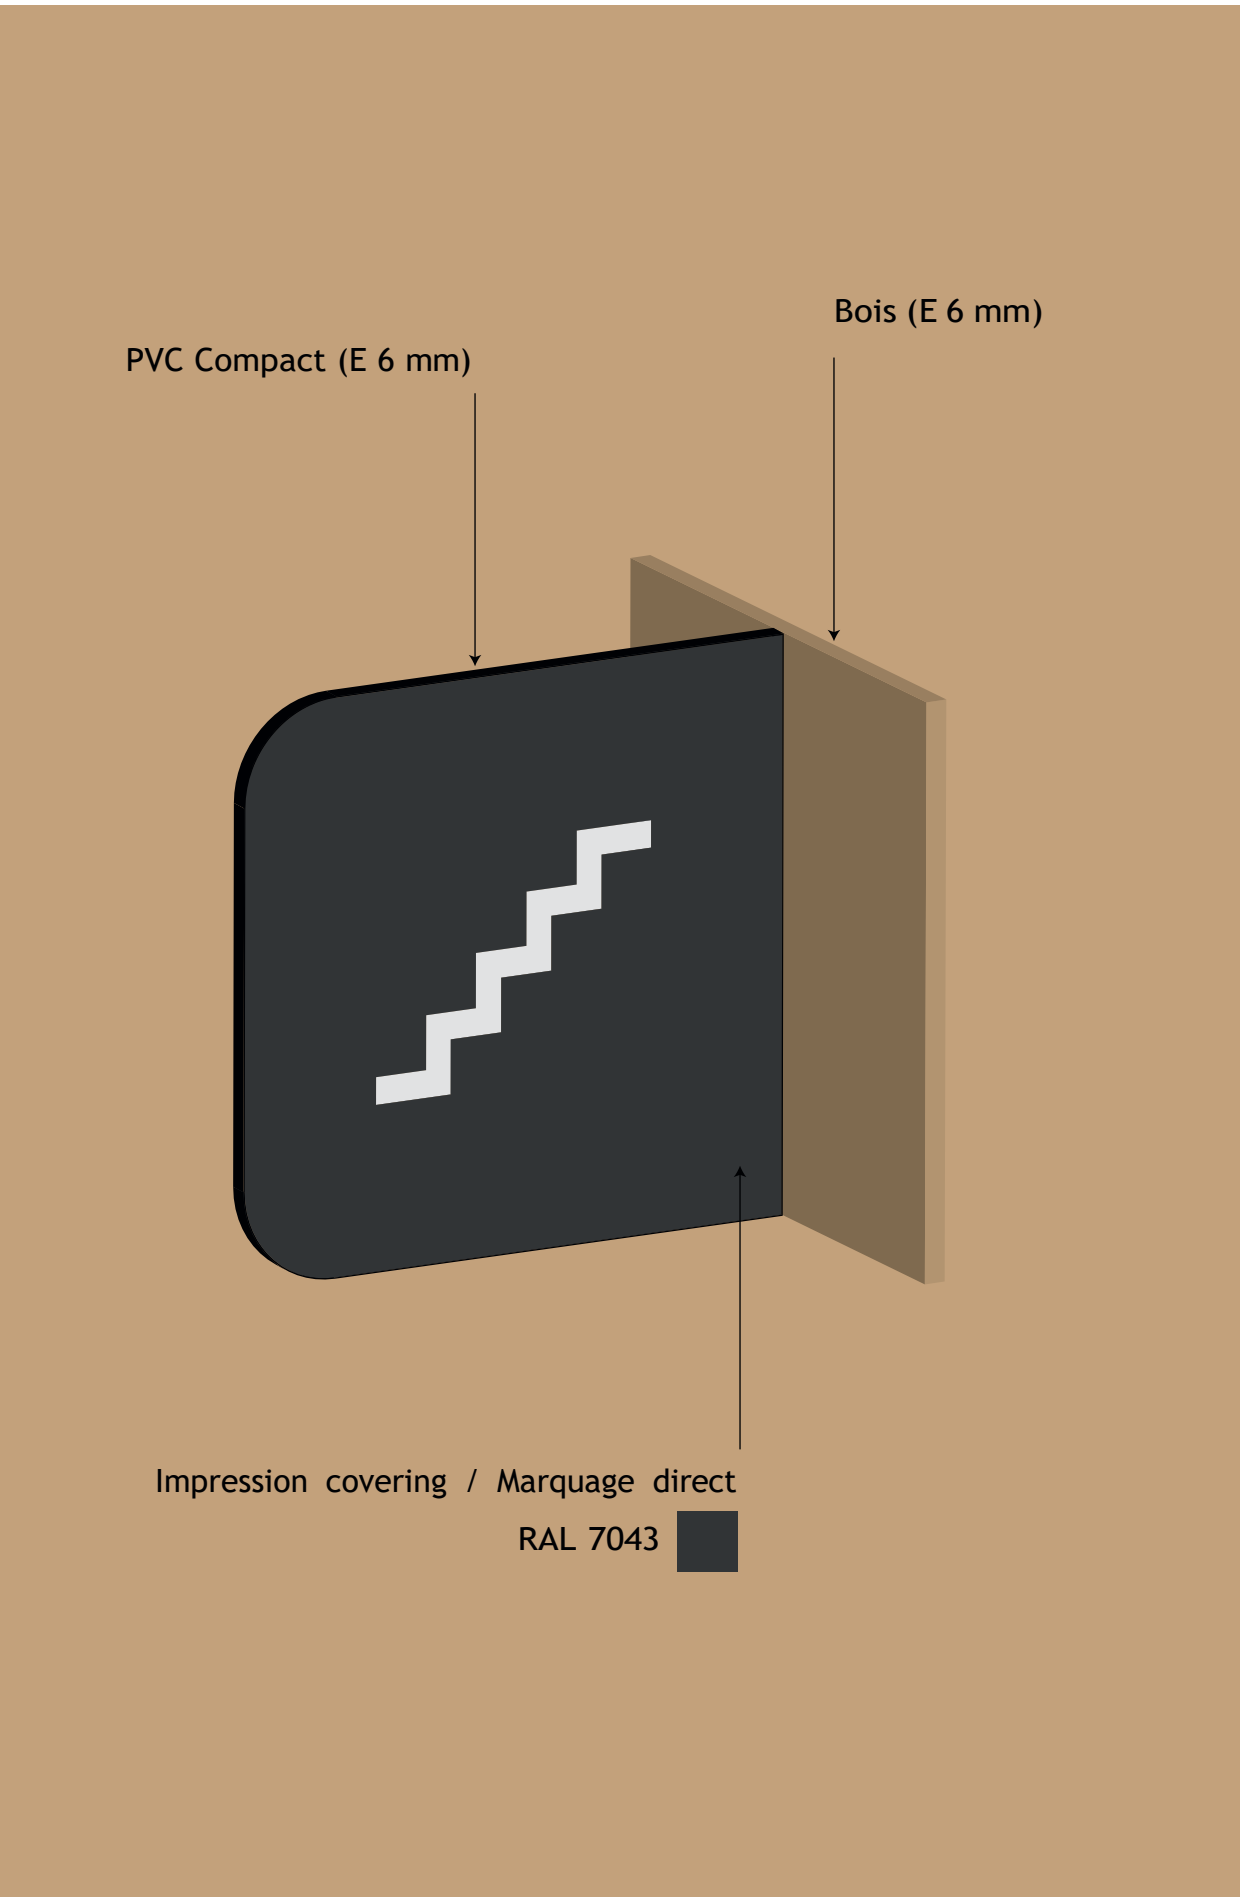 Bois (E 6 mm)
PVC Compact (E 6 mm)
Impression covering / Marquage direct
RAL 7043